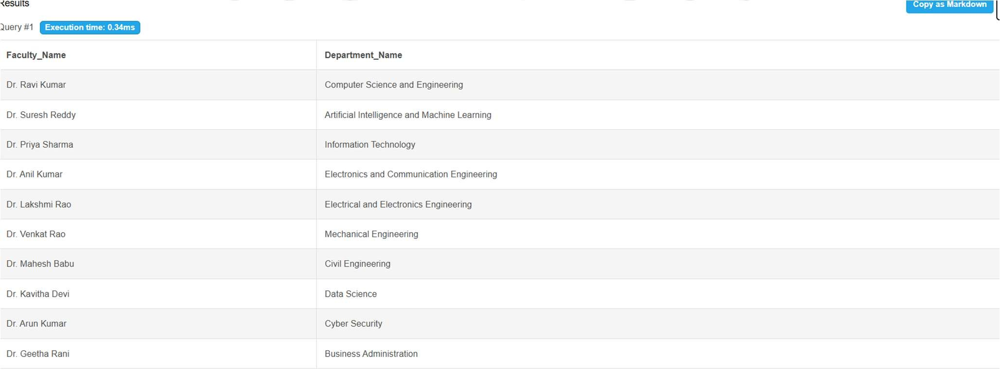 Results
Copy as Markdown
Query #1 Execution time: 0.34ms
Faculty_Name Department_Name
Dr. Ravi Kumar Computer Science and Engineering
Dr. Suresh Reddy Artificial Intelligence and Machine Learning
Dr. Priya Sharma Information Technology
Dr. Anil Kumar Electronics and Communication Engineering
Dr. Lakshmi Rao Electrical and Electronics Engineering
Dr. Venkat Rao Mechanical Engineering
Dr. Mahesh Babu Civil Engineering
Dr. Kavitha Devi Data Science
Dr. Arun Kumar Cyber Security
Dr. Geetha Rani Business Administration